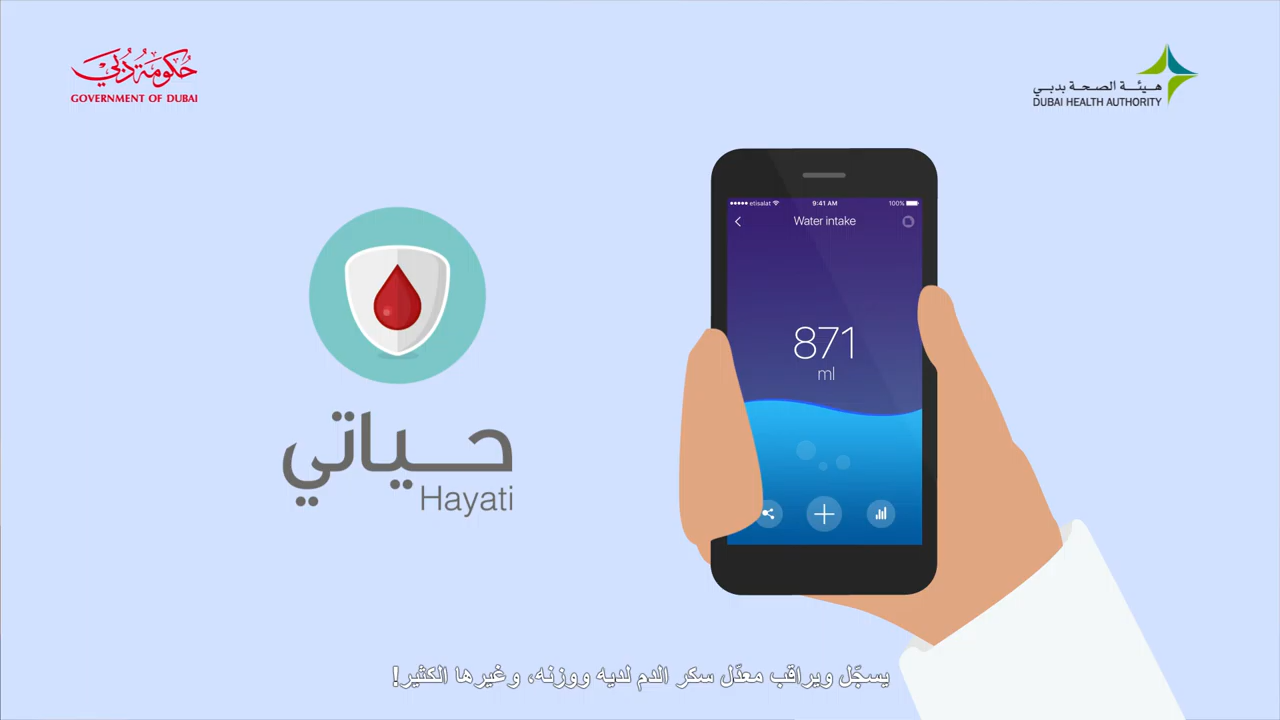 حكومة دبي
GOVERNMENT OF DUBAI
هيئة الصحة بدبي
DUBAI HEALTH AUTHORITY
etisalat 9:41 AM 100%
Water intake
871
ml
حياتي
Hayati
يسجّل ويراقب معدّل سكر الدم لديه ووزنه، وغيرها الكثير!